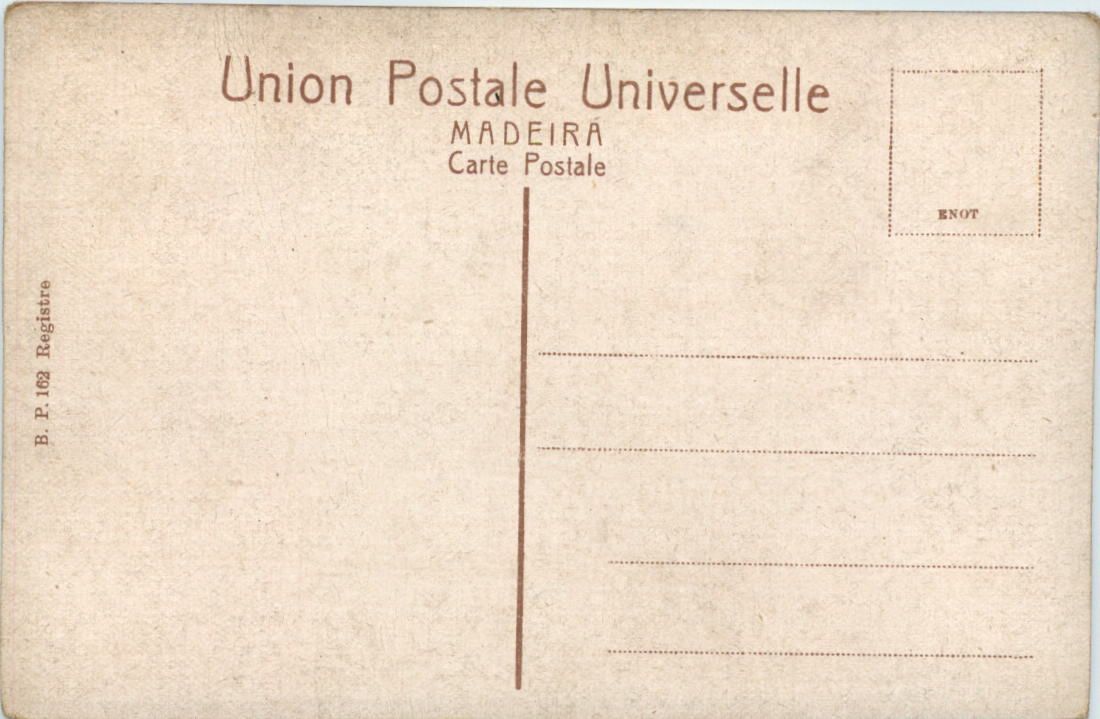 Union Postale Universelle
MADEIRA
Carte Postale
ENOT
B. P. 162 Registre